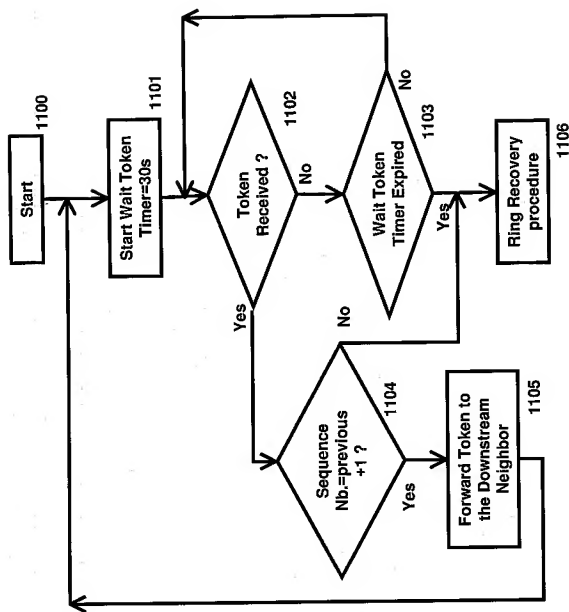 Start
1100
Start Wait Token
Timer=30s
1101
Token
Received ?
1102
Yes
No
Wait Token
Timer Expired
1103
No
Yes
Sequence
Nb.=previous
+1 ?
1104
No
Yes
Forward Token to
the Downstream
Neighbor
1105
Ring Recovery
procedure
1106